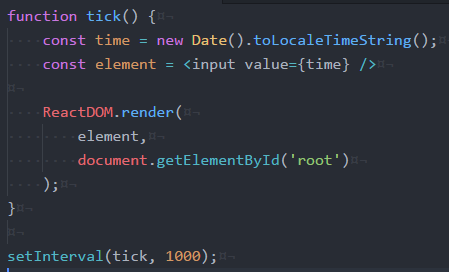 function tick() {
    const time = new Date().toLocaleTimeString();
    const element = <input value={time} />

    ReactDOM.render(
        element,
        document.getElementById('root')
    );
}

setInterval(tick, 1000);